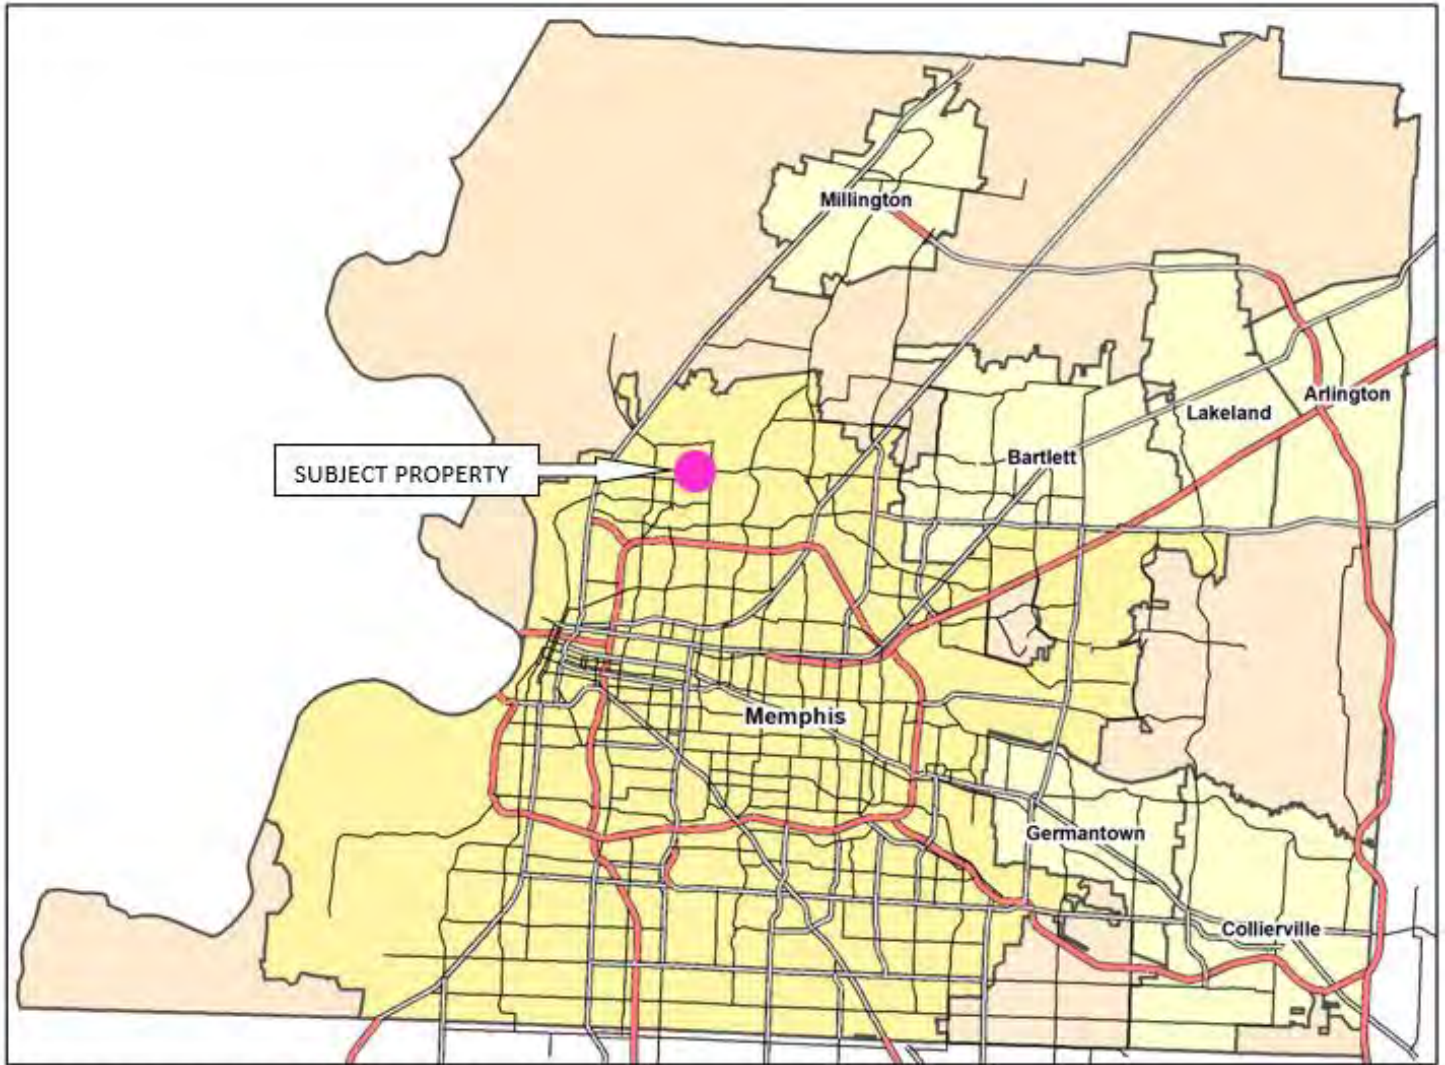 Millington
Arlington
Lakeland
Bartlett
SUBJECT PROPERTY
Memphis
Germantown
Collierville